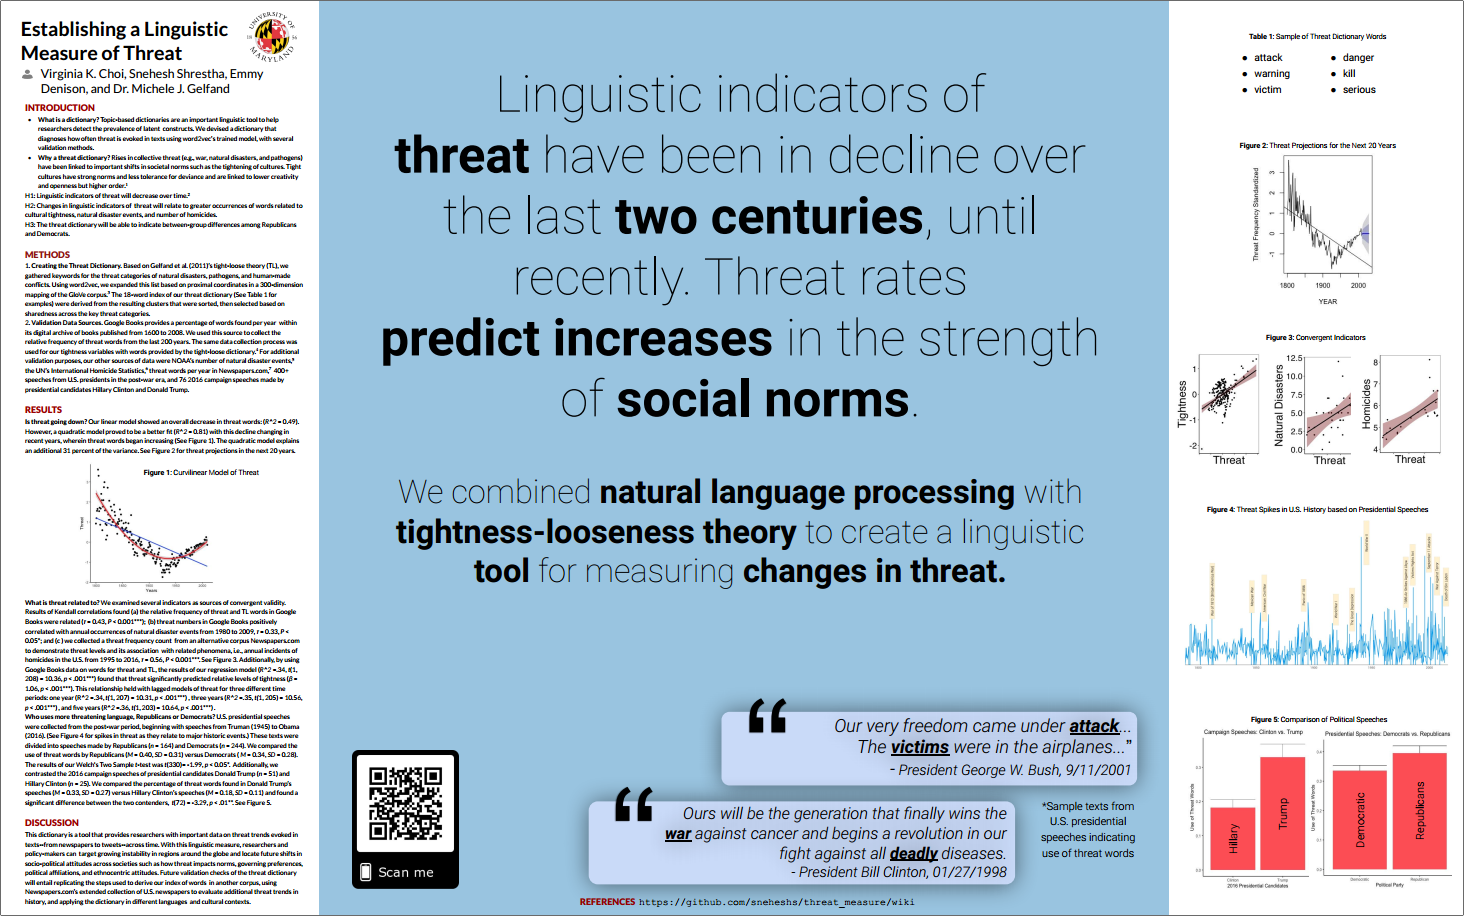 Establishing a Linguistic
Measure of Threat
UNIVERSITY OF
MARYLAND
18 56
Virginia K. Choi, Snehesh Shrestha, Emmy
Denison, and Dr. Michele J. Gelfand
INTRODUCTION
• What is a dictionary? Topic-based dictionaries are an important linguistic tool to help
researchers detect the prevalence of latent constructs. We devised a dictionary that
diagnoses how often threat is evoked in texts using word2vec's trained model, with several
validation methods.
• Why a threat dictionary? Rises in collective threat (e.g., war, natural disasters, and pathogens)
have been linked to important shifts in societal norms such as the tightening of cultures. Tight
cultures have strong norms and less tolerance for deviance and are linked to lower creativity
and openness but higher order.¹
H1: Linguistic indicators of threat will decrease over time.²
H2: Changes in linguistic indicators of threat will relate to greater occurrences of words related to
cultural tightness, natural disaster events, and number of homicides.
H3: The threat dictionary will be able to indicate between-group differences among Republicans
and Democrats.
METHODS
1. Creating the Threat Dictionary. Based on Gelfand et al. (2011)'s tight-loose theory (TL), we
gathered keywords for the threat categories of natural disasters, pathogens, and human-made
conflicts. Using word2vec, we expanded this list based on proximal coordinates in a 300-dimension
mapping of the GloVe corpus.³ The 18-word index of our threat dictionary (See Table 1 for
examples) were derived from the resulting clusters that were sorted, then selected based on
sharedness across the key threat categories.
2. Validation Data Sources. Google Books provides a percentage of words found per year within
its digital archive of books published from 1600 to 2008. We used this source to collect the
relative frequency of threat words from the last 200 years. The same data collection process was
used for our tightness variables with words provided by the tight-loose dictionary.⁴ For additional
validation purposes, our other sources of data were NOAA's number of natural disaster events,⁵
the UN's International Homicide Statistics,⁶ threat words per year in Newspapers.com,⁷ 400+
speeches from U.S. presidents in the post-war era, and 76 2016 campaign speeches made by
presidential candidates Hillary Clinton and Donald Trump.
RESULTS
Is threat going down? Our linear model showed an overall decrease in threat words: (R^2 = 0.49).
However, a quadratic model proved to be a better fit (R^2 = 0.81) with this decline changing in
recent years, wherein threat words began increasing (See Figure 1). The quadratic model explains
an additional 31 percent of the variance. See Figure 2 for threat projections in the next 20 years.
Figure 1: Curvilinear Model of Threat
Threat
1800 1850 1900 1950 2000
Years
What is threat related to? We examined several indicators as sources of convergent validity.
Results of Kendall correlations found (a) the relative frequency of threat and TL words in Google
Books were related (r = 0.43, P < 0.001***); (b) threat numbers in Google Books positively
correlated with annual occurrences of natural disaster events from 1980 to 2009, r = 0.33, P <
0.05*; and (c) we collected a threat frequency count from an alternative corpus Newspapers.com
to demonstrate threat levels and its association with related phenomena, i.e., annual incidents of
homicides in the U.S. from 1995 to 2016, r = 0.56, P < 0.001***. See Figure 3. Additionally, by using
Google Books data on words for threat and TL, the results of our regression model (R^2 = .34, t(1,
208) = 10.36, p < .001***) found that threat significantly predicted relative levels of tightness (β =
1.06, p < .001***). This relationship held with lagged models of threat for three different time
periods: one year (R^2 = .34, t(1, 207) = 10.31, p < .001***), three years (R^2 = .35, t(1, 205) = 10.56,
p < .001***), and five years (R^2 = .36, t(1, 203) = 10.64, p < .001***).
Who uses more threatening language, Republicans or Democrats? U.S. presidential speeches
were collected from the post-war period, beginning with speeches from Truman (1945) to Obama
(2016). (See Figure 4 for spikes in threat as they relate to major historic events.) These texts were
divided into speeches made by Republicans (n = 164) and Democrats (n = 244). We compared the
use of threat words by Republicans (M = 0.40, SD = 0.31) versus Democrats (M = 0.34, SD = 0.28).
The results of our Welch's Two Sample t-test was t(330)= -1.99, p < 0.05*. Additionally, we
contrasted the 2016 campaign speeches of presidential candidates Donald Trump (n = 51) and
Hillary Clinton (n = 25). We compared the percentage of threat words found in Donald Trump's
speeches (M = 0.33, SD = 0.27) versus Hillary Clinton's speeches (M = 0.18, SD = 0.11) and found a
significant difference between the two contenders, t(72) = -3.29, p < .01**. See Figure 5.
DISCUSSION
This dictionary is a tool that provides researchers with important data on threat trends evoked in
texts--from newspapers to tweets--across time. With this linguistic measure, researchers and
policy-makers can target growing instability in regions around the globe and locate future shifts in
socio-political attitudes across societies such as how threat impacts norms, governing preferences,
political affiliations, and ethnocentric attitudes. Future validation checks of the threat dictionary
will entail replicating the steps used to derive our index of words in another corpus, using
Newspapers.com's extended collection of U.S. newspapers to evaluate additional threat trends in
history, and applying the dictionary in different languages and cultural contexts.
Linguistic indicators of
threat have been in decline over
the last two centuries, until
recently. Threat rates
predict increases in the strength
of social norms.
We combined natural language processing with
tightness-looseness theory to create a linguistic
tool for measuring changes in threat.
“ Our very freedom came under attack...
The victims were in the airplanes..."
- President George W. Bush, 9/11/2001
“ Ours will be the generation that finally wins the
war against cancer and begins a revolution in our
fight against all deadly diseases.
- President Bill Clinton, 01/27/1998
*Sample texts from
U.S. presidential
speeches indicating
use of threat words
Scan me
REFERENCES https://github.com/sneheshs/threat_measure/wiki
Table 1: Sample of Threat Dictionary Words
• attack • danger
• warning • kill
• victim • serious
Figure 2: Threat Projections for the Next 20 Years
Threat Frequency Standardized
3
2
1
0
-1
1800 1900 2000
YEAR
Figure 3: Convergent Indicators
Tightness
1
0
-1
-2
Threat
Natural Disasters
12.5
10.0
7.5
5.0
2.5
0.0
Threat
Homicides
8
6
5
4
Threat
Figure 4: Threat Spikes in U.S. History based on Presidential Speeches
Figure 5: Comparison of Political Speeches
Campaign Speeches: Clinton vs. Trump
Use of Threat Words
Hillary
Trump
Clinton Trump
2016 Presidential Candidates
Presidential Speeches: Democrats vs. Republicans
Use of Threat Words
Democratic
Republicans
Democratic Republican
Political Party